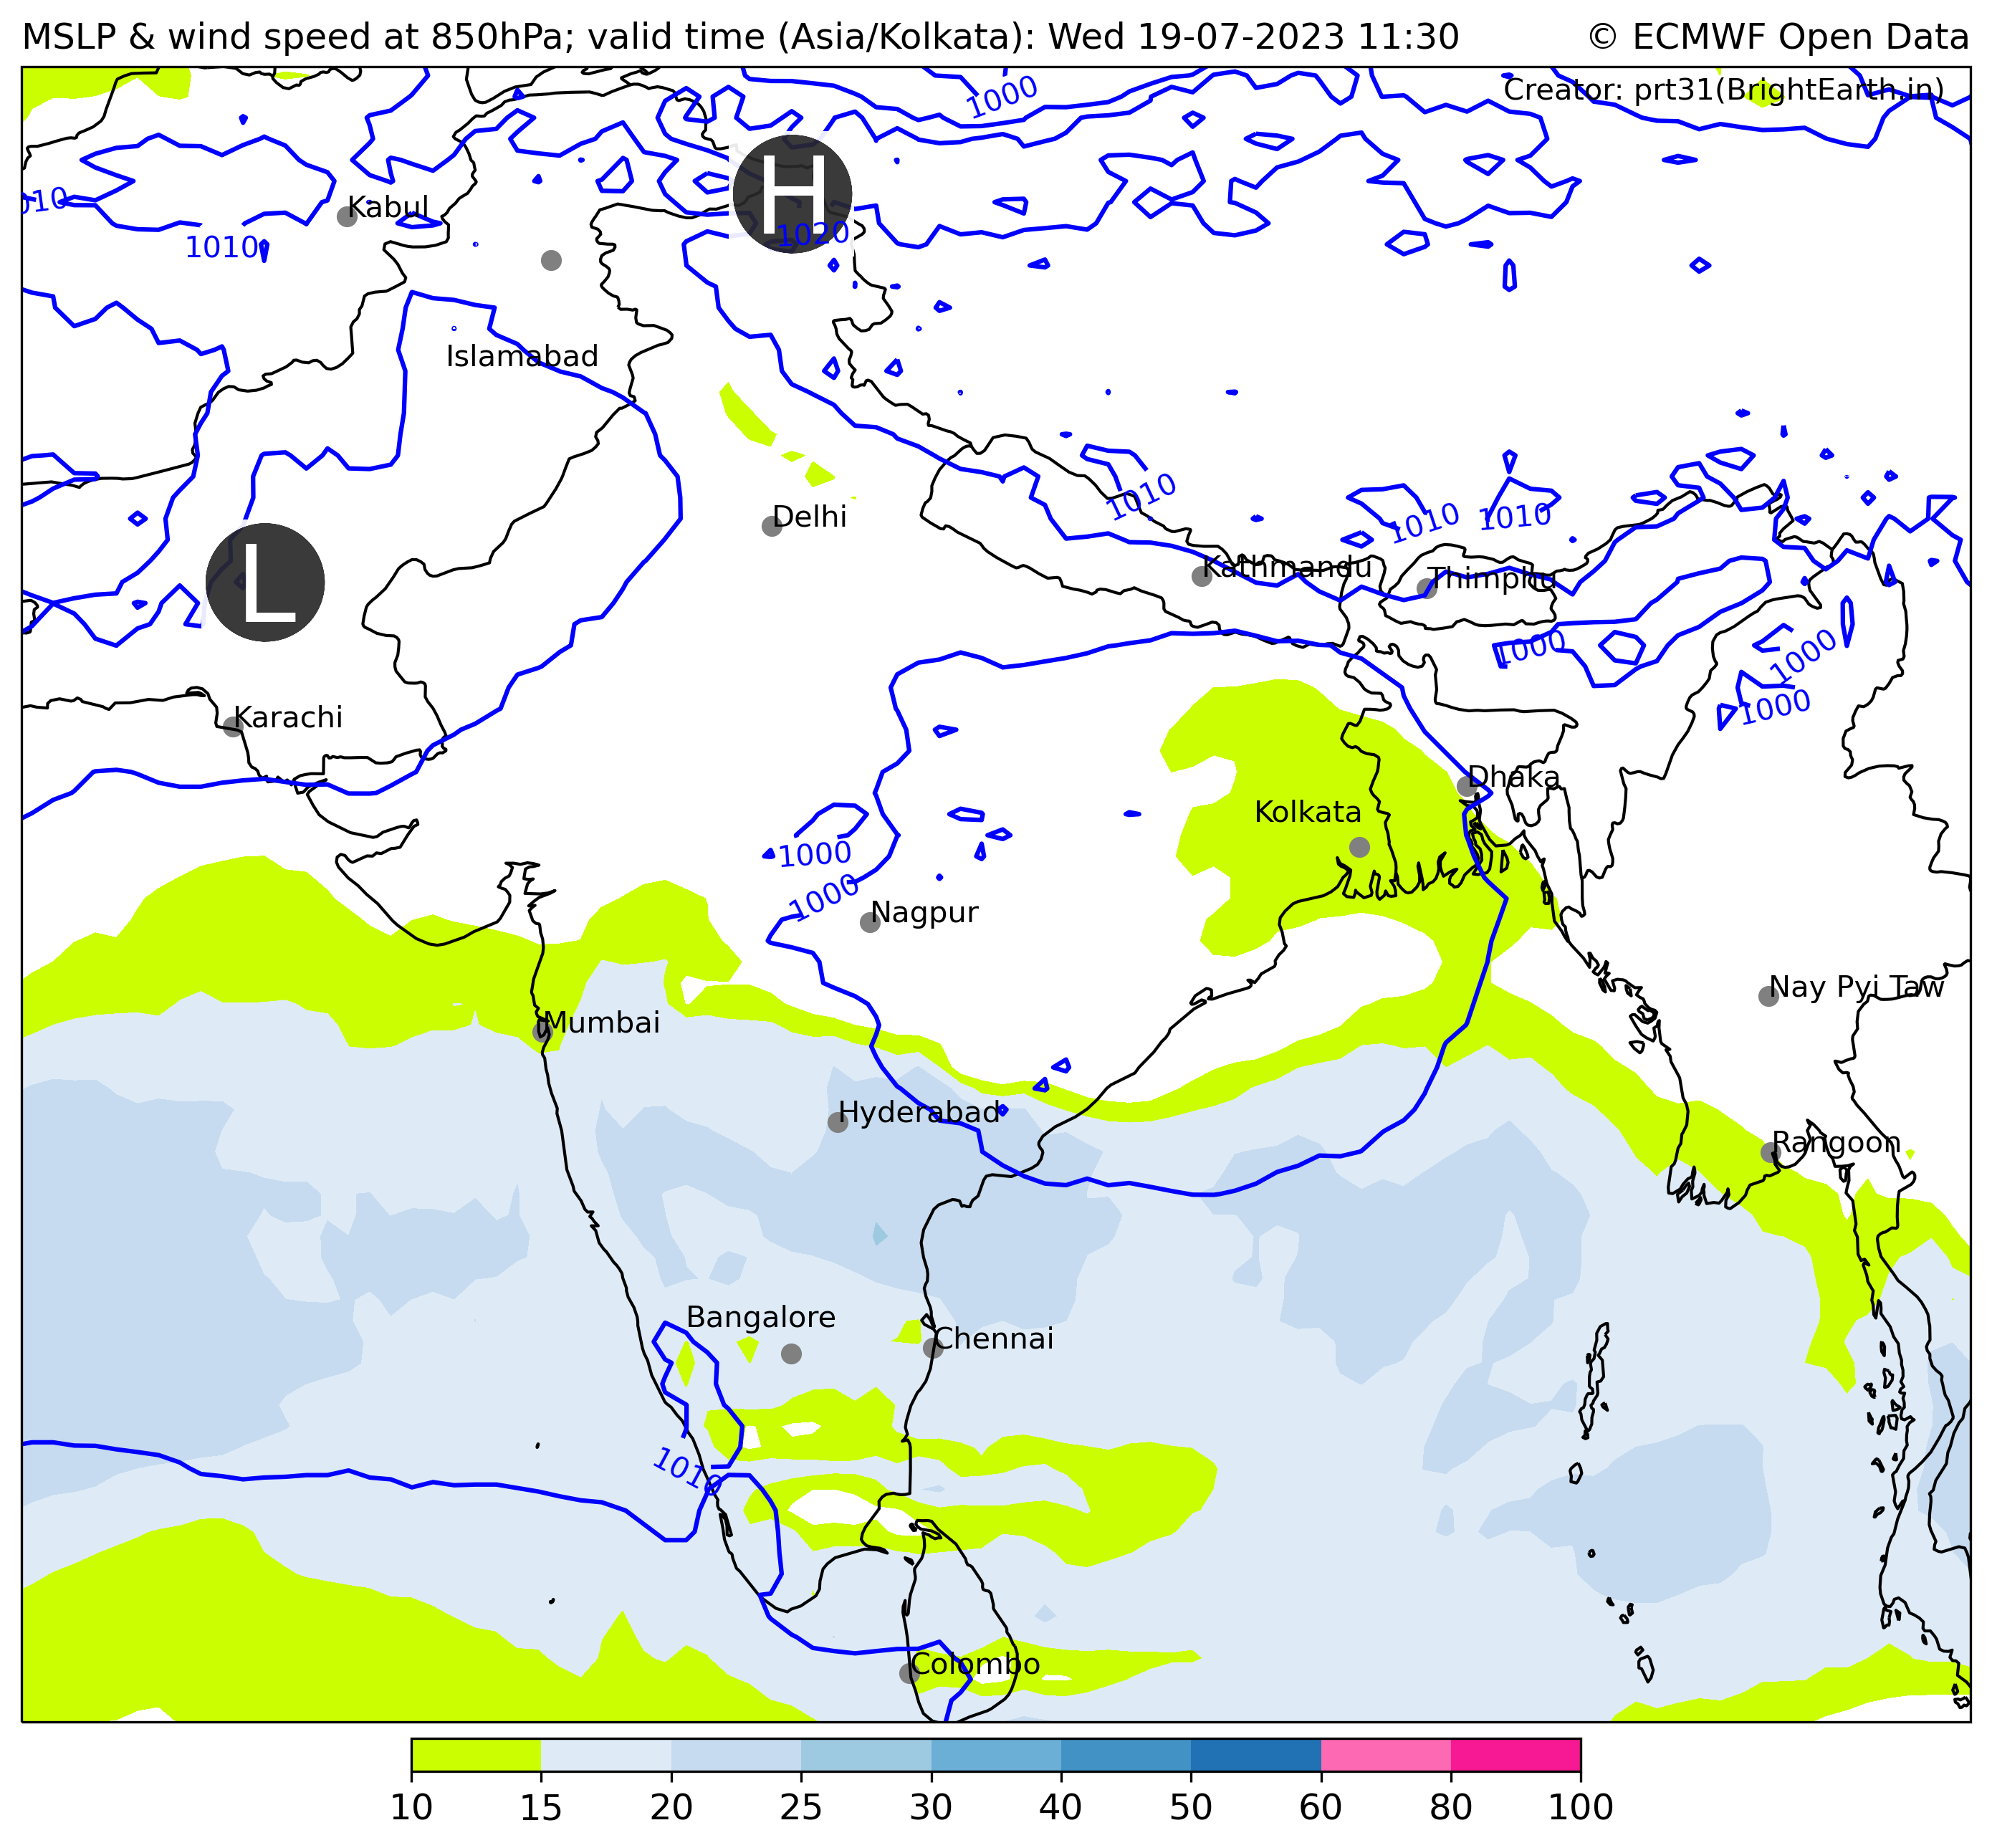 MSLP & wind speed at 850hPa; valid time (Asia/Kolkata): Wed 19-07-2023 11:30
© ECMWF Open Data
Creator: prt31(BrightEarth.in)
1000
H
1020
010
Kabul
1010
Islamabad
1010
1010
1010
Delhi
Kathmandu
Thimphu
L
1000
1000
1000
Karachi
Dhaka
Kolkata
1000
1000
Nagpur
Nay Pyi Taw
Mumbai
Hyderabad
Rangoon
Bangalore
Chennai
1010
Colombo
10 15 20 25 30 40 50 60 80 100